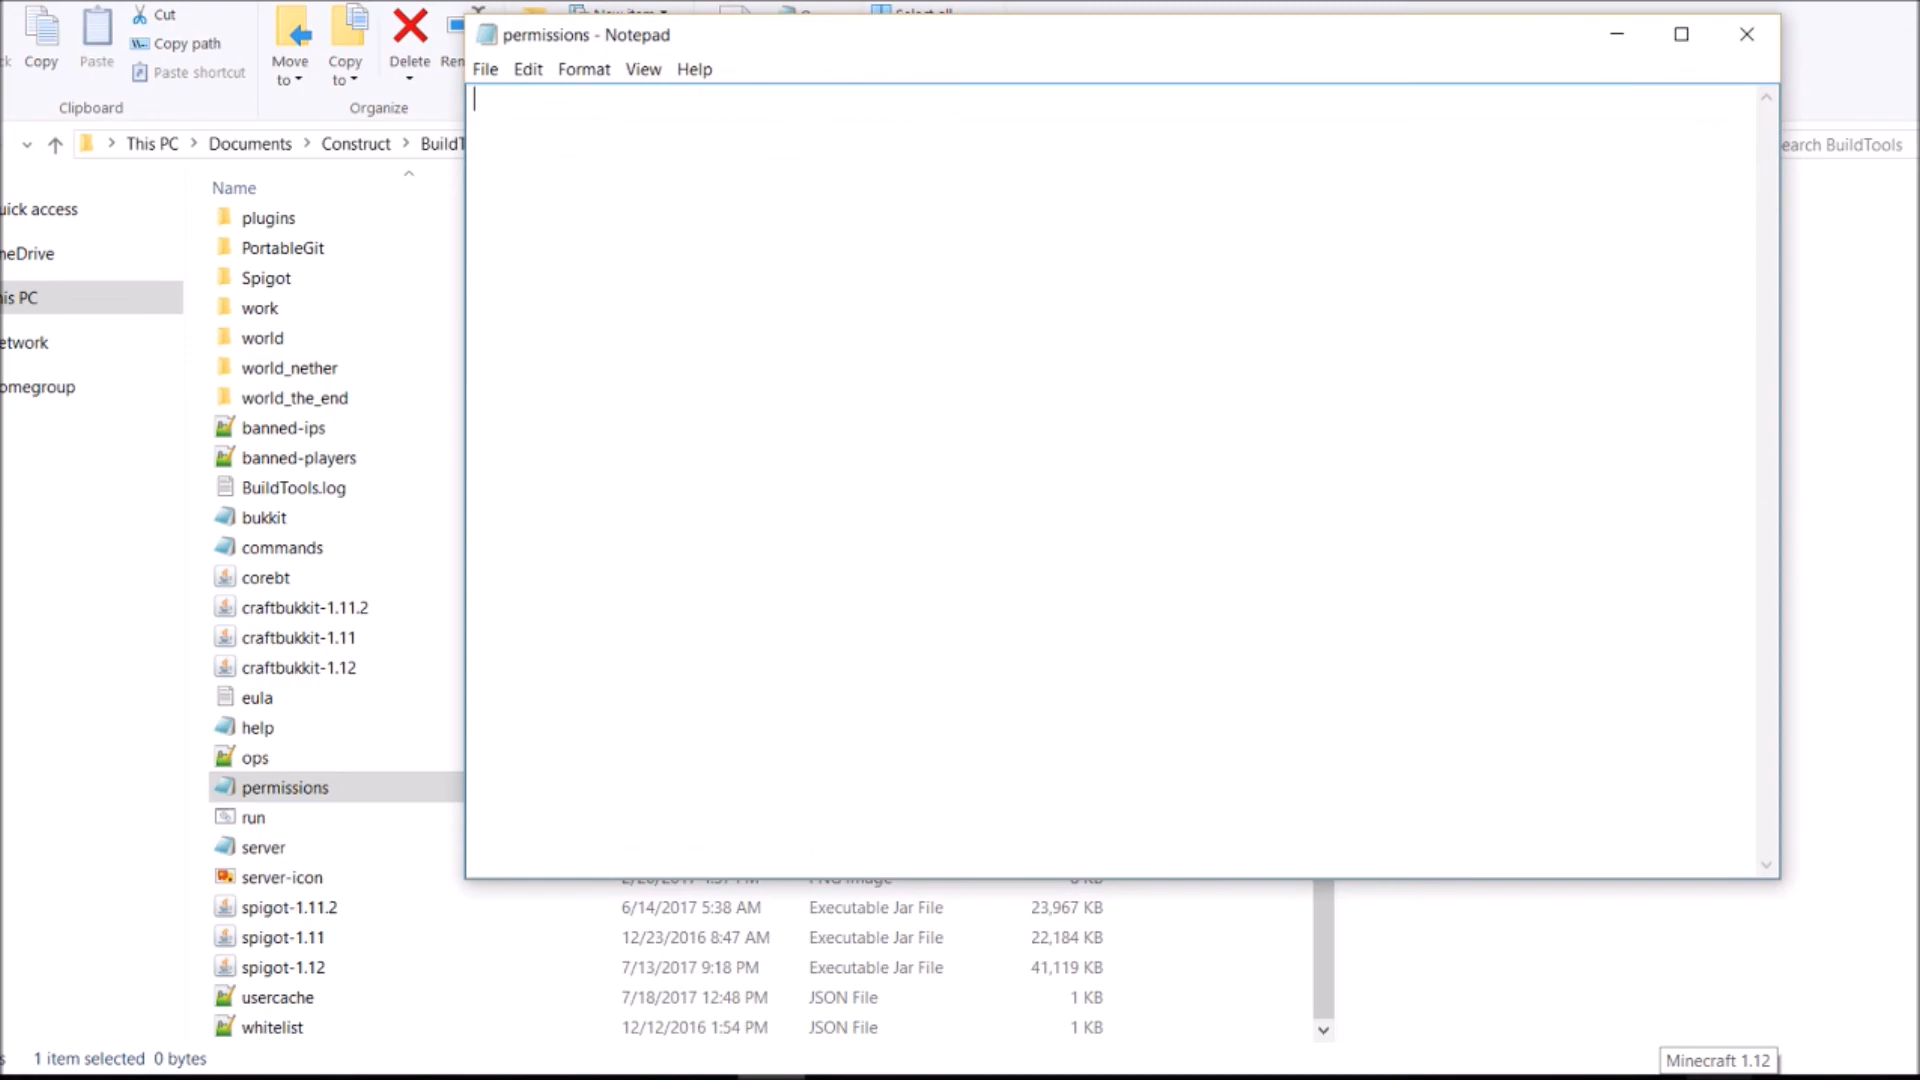 Cut
Copy path
Paste shortcut
Copy
Paste
Move
to
Copy
to
Delete
Clipboard
Organize
permissions - Notepad
File Edit Format View Help
This PC > Documents > Construct > BuildT
earch BuildTools
uick access
neDrive
is PC
etwork
omegroup
Name
plugins
PortableGit
Spigot
work
world
world_nether
world_the_end
banned-ips
banned-players
BuildTools.log
bukkit
commands
corebt
craftbukkit-1.11.2
craftbukkit-1.11
craftbukkit-1.12
eula
help
ops
permissions
run
server
server-icon
spigot-1.11.2 6/14/2017 5:38 AM Executable Jar File 23,967 KB
spigot-1.11 12/23/2016 8:47 AM Executable Jar File 22,184 KB
spigot-1.12 7/13/2017 9:18 PM Executable Jar File 41,119 KB
usercache 7/18/2017 12:48 PM JSON File 1 KB
whitelist 12/12/2016 1:54 PM JSON File 1 KB
1 item selected 0 bytes
Minecraft 1.12